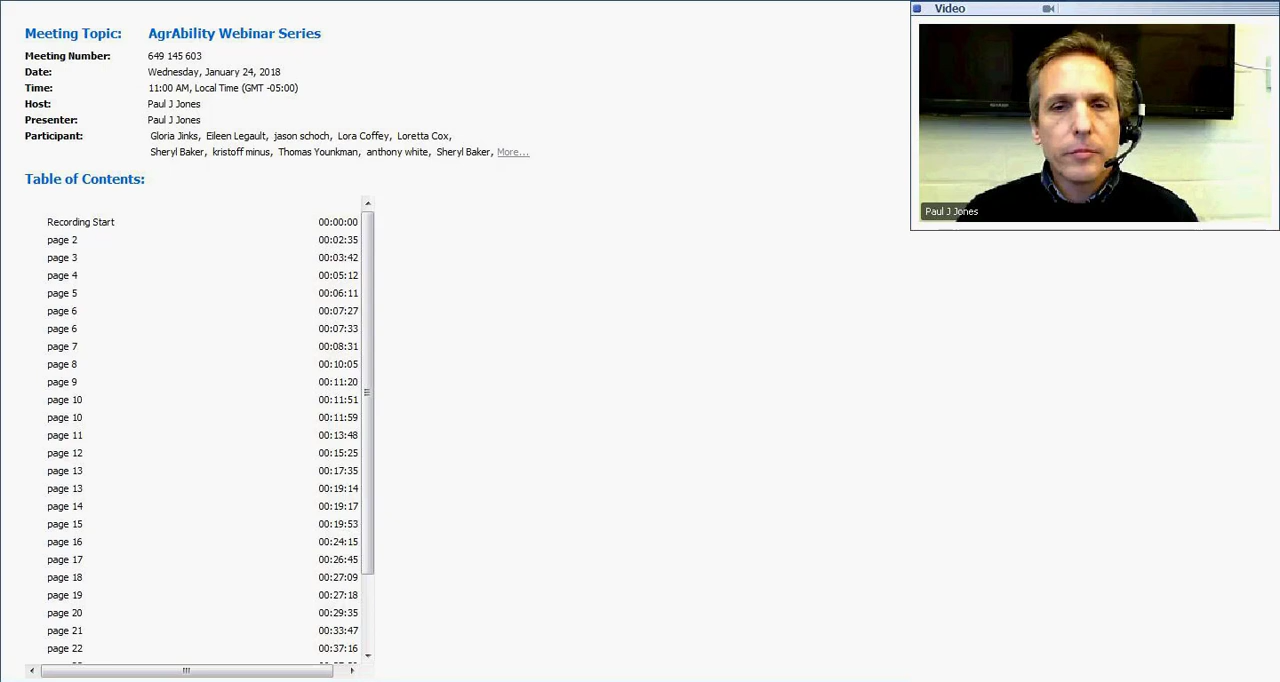 Meeting Topic: AgrAbility Webinar Series
Meeting Number: 649 145 603
Date: Wednesday, January 24, 2018
Time: 11:00 AM, Local Time (GMT -05:00)
Host: Paul J Jones
Presenter: Paul J Jones
Participant: Gloria Jinks, Eileen Legault, jason schoch, Lora Coffey, Loretta Cox,
Sheryl Baker, kristoff minus, Thomas Younkman, anthony white, Sheryl Baker, More...
Table of Contents:
Recording Start 00:00:00
page 2 00:02:35
page 3 00:03:42
page 4 00:05:12
page 5 00:06:11
page 6 00:07:27
page 6 00:07:33
page 7 00:08:31
page 8 00:10:05
page 9 00:11:20
page 10 00:11:51
page 10 00:11:59
page 11 00:13:48
page 12 00:15:25
page 13 00:17:35
page 13 00:19:14
page 14 00:19:17
page 15 00:19:53
page 16 00:24:15
page 17 00:26:45
page 18 00:27:09
page 19 00:27:18
page 20 00:29:35
page 21 00:33:47
page 22 00:37:16
Video
Paul J Jones